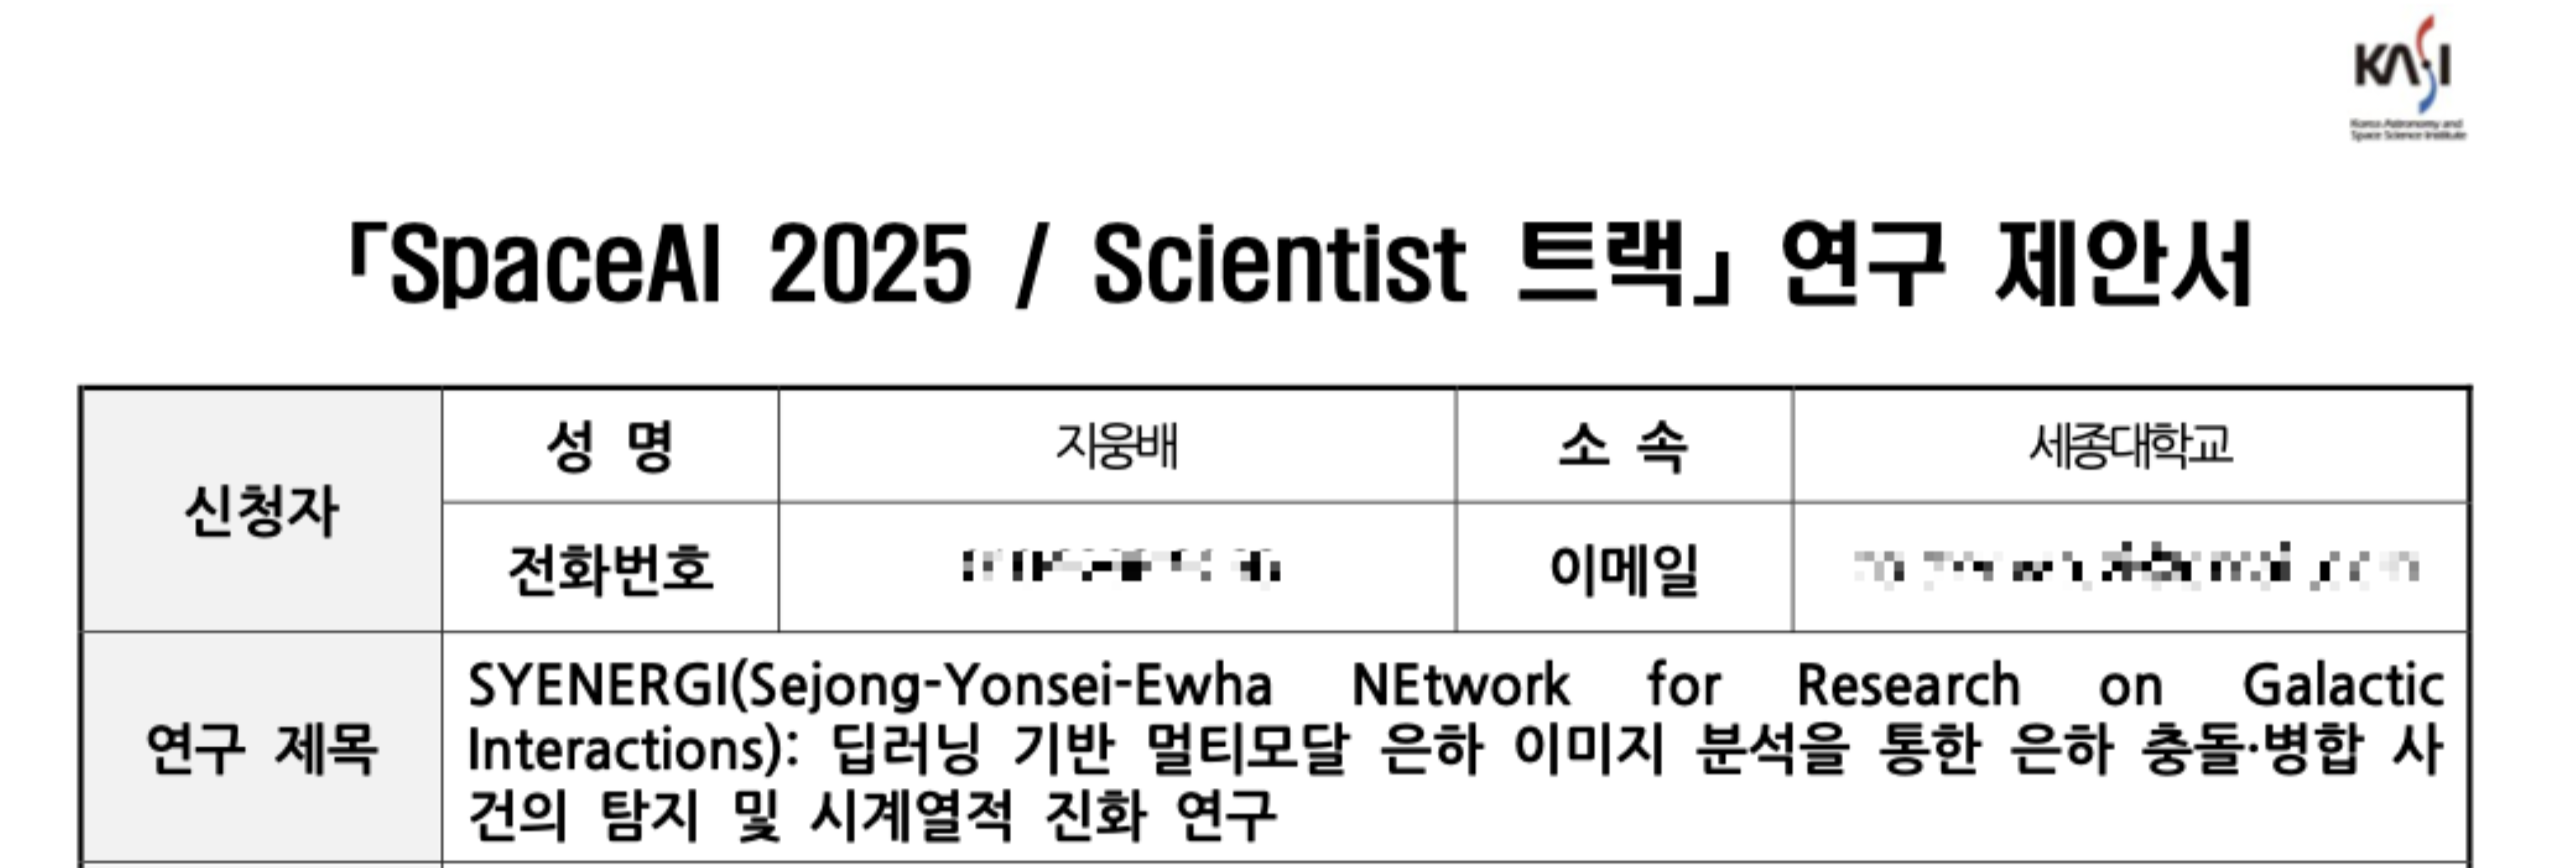 KASI
Korea Astronomy and
Space Science Institute
「SpaceAI 2025 / Scientist 트랙」 연구 제안서
신청자
성 명 지웅배 소 속 세종대학교
전화번호 이메일
연구 제목
SYENERGI(Sejong-Yonsei-Ewha NEtwork for Research on Galactic
Interactions): 딥러닝 기반 멀티모달 은하 이미지 분석을 통한 은하 충돌·병합 사
건의 탐지 및 시계열적 진화 연구